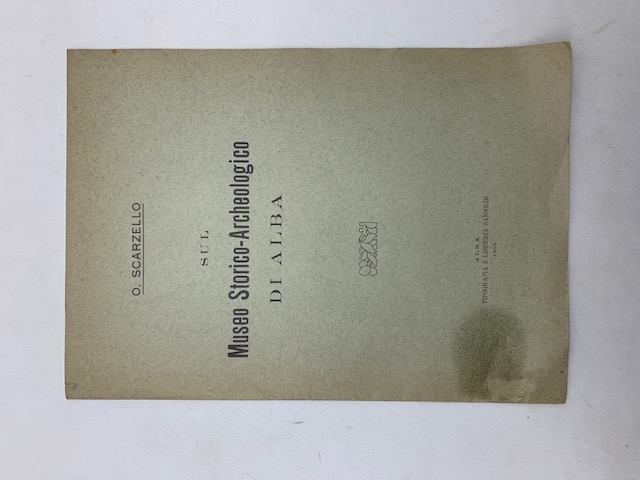 O. SCARZELLO
SUL
Museo Storico-Archeologico
DI ALBA
ALBA
TIPOGRAFIA E LIBRERIA SANSOLDI